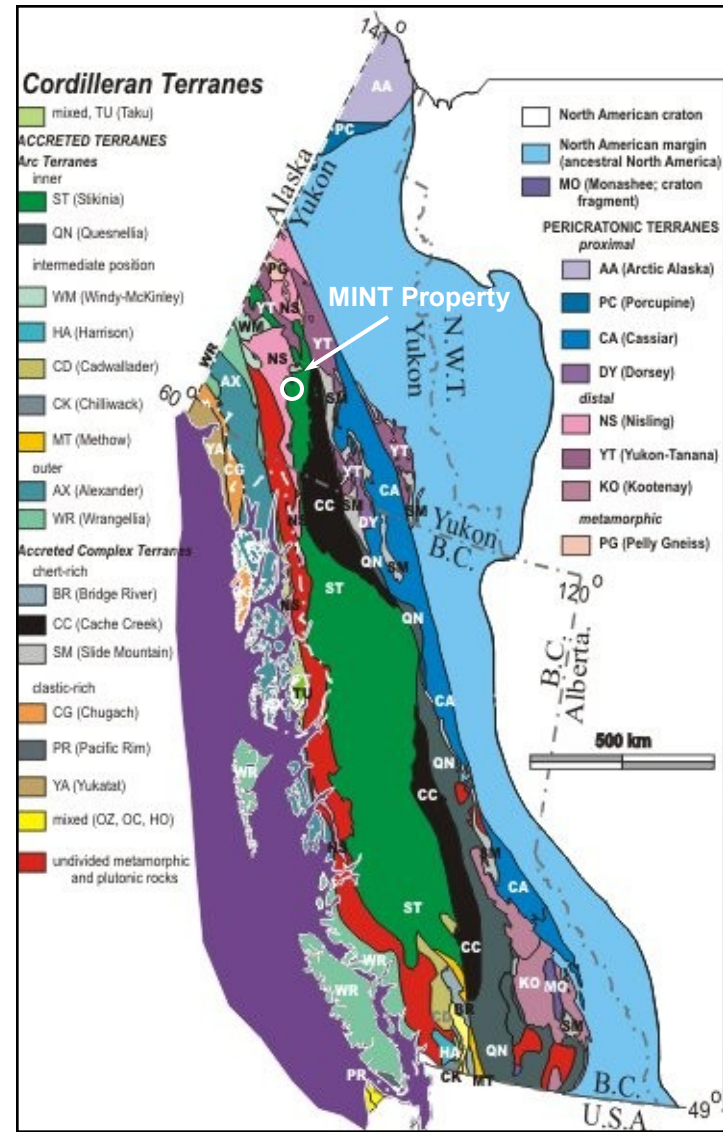 Cordilleran Terranes
mixed, TU (Taku)
ACCRETED TERRANES
Arc Terranes
inner
ST (Stikinia)
QN (Quesnellia)
intermediate position
WM (Windy-McKinley)
HA (Harrison)
CD (Cadwallader)
CK (Chilliwack)
MT (Methow)
outer
AX (Alexander)
WR (Wrangellia)
Accreted Complex Terranes
chert-rich
BR (Bridge River)
CC (Cache Creek)
SM (Slide Mountain)
clastic-rich
CG (Chugach)
PR (Pacific Rim)
YA (Yukatat)
mixed (OZ, OC, HO)
undivided metamorphic
and plutonic rocks
North American craton
North American margin
(ancestral North America)
MO (Monashee; craton
fragment)
PERICRATONIC TERRANES
proximal
AA (Arctic Alaska)
PC (Porcupine)
CA (Cassiar)
DY (Dorsey)
distal
NS (Nisling)
YT (Yukon-Tanana)
KO (Kootenay)
metamorphic
PG (Pelly Gneiss)
141°
AA
PC
Alaska
Yukon
PG
YT
NS
WM
YT
MINT Property
Yukon
N.W.T.
WR
NS
60°
AX
SM
YA
CG
YT
YT
CC
SM
CA
SM
NS
DY
Yukon
B.C.
QN
SM
120°
ST
NS
QN
B.C.
Alberta.
TU
CA
500 km
WR
QN
CC
NS
SM
CA
ST
CC
WR
WR
KO
MO
BR
CD
SM
HA
QN
PR
CK
MT
B.C.
U.S.A
49°